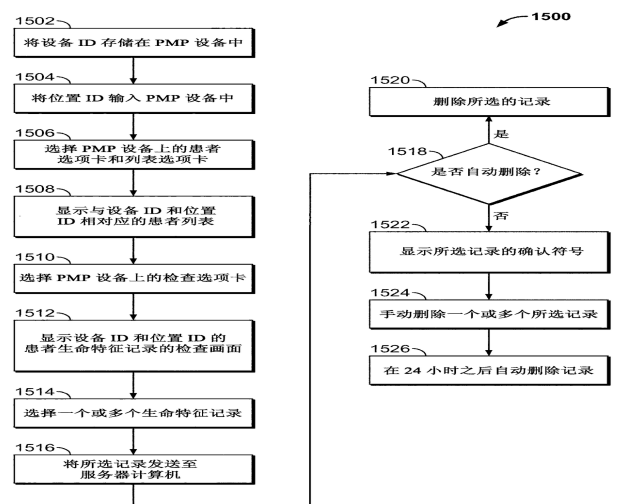 1500
1502
将设备 ID 存储在 PMP 设备中
1504
将位置 ID 输入 PMP 设备中
1506
选择 PMP 设备上的患者
选项卡和列表选项卡
1508
显示与设备 ID 和位置
ID 相对应的患者列表
1510
选择 PMP 设备上的检查选项卡
1512
显示设备 ID 和位置 ID 的
患者生命特征记录的检查画面
1514
选择一个或多个生命特征记录
1516
将所选记录发送至
服务器计算机
1520
删除所选的记录
是
1518
是否自动删除？
否
1522
显示所选记录的确认符号
1524
手动删除一个或多个所选记录
1526
在 24 小时之后自动删除记录